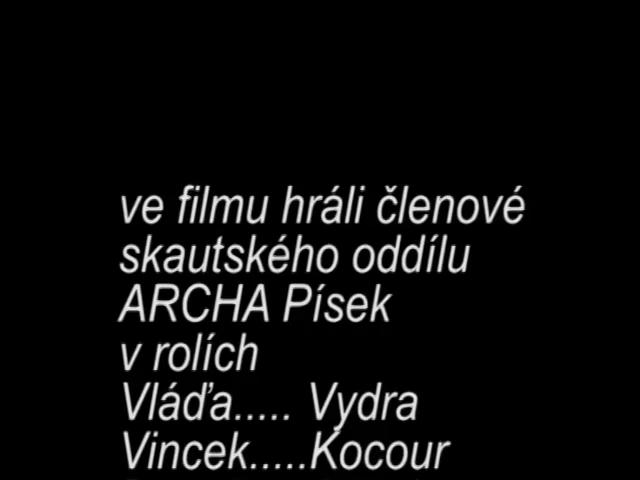 ve filmu hráli členové
skautského oddílu
ARCHA Písek
v rolích
Vláďa..... Vydra
Vincek.....Kocour